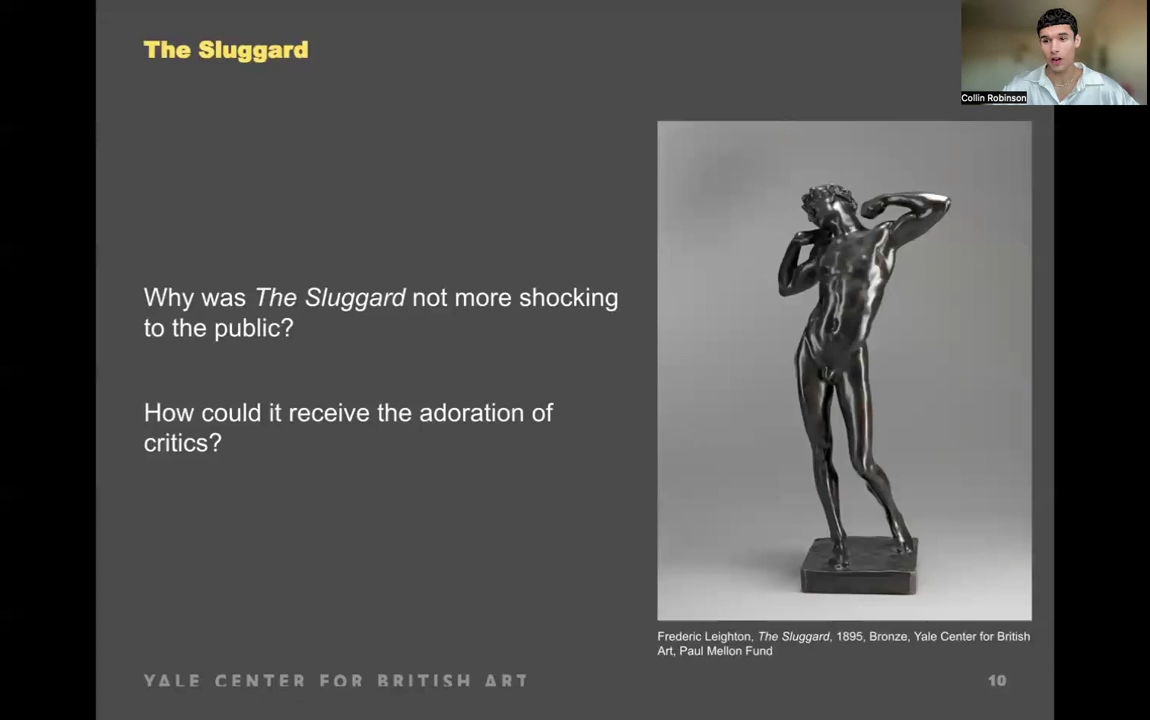 The Sluggard
Collin Robinson
Why was The Sluggard not more shocking
to the public?
How could it receive the adoration of
critics?
Frederic Leighton, The Sluggard, 1895, Bronze, Yale Center for British
Art, Paul Mellon Fund
YALE CENTER FOR BRITISH ART
10